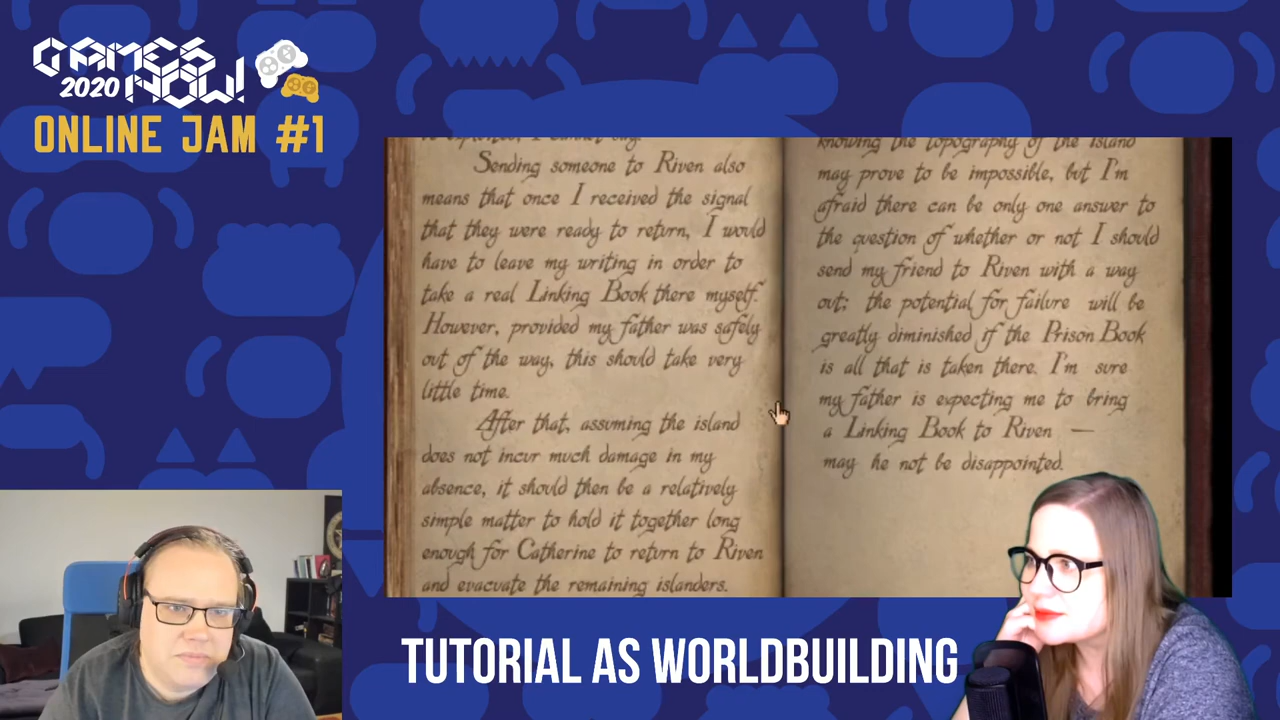 GAMES
2020 NOW!
ONLINE JAM #1
Sending someone to Riven also
means that once I received the signal
that they were ready to return, I would
have to leave my writing in order to
take a real Linking Book there myself.
However, provided my father was safely
out of the way, this should take very
little time.
After that, assuming the island
does not incur much damage in my
absence, it should then be a relatively
simple matter to hold it together long
enough for Catherine to return to Riven
and evacuate the remaining islanders.
knowing the topography of the island
may prove to be impossible, but I'm
afraid there can be only one answer to
the question of whether or not I should
send my friend to Riven with a way
out: the potential for failure will be
greatly diminished if the Prison Book
is all that is taken there. I'm sure
my father is expecting me to bring
a Linking Book to Riven —
may he not be disappointed.
TUTORIAL AS WORLDBUILDING